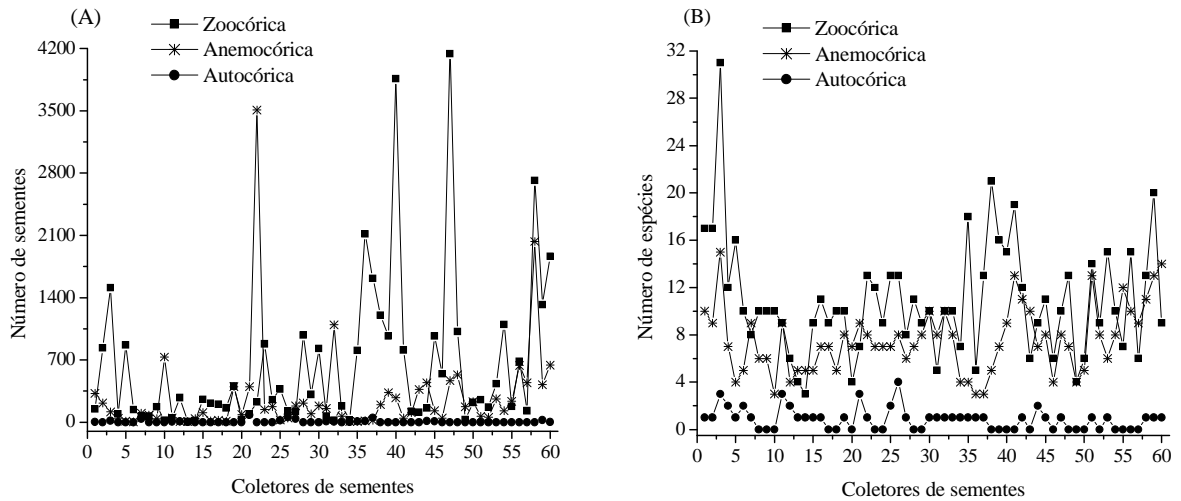 (A)
Zoocórica
Anemocórica
Autocórica
4200
3500
2800
2100
1400
700
0
Número de sementes
0 5 10 15 20 25 30 35 40 45 50 55 60
Coletores de sementes
(B)
Zoocórica
Anemocórica
Autocórica
32
28
24
20
16
12
8
4
0
Número de espécies
0 5 10 15 20 25 30 35 40 45 50 55 60
Coletores de sementes